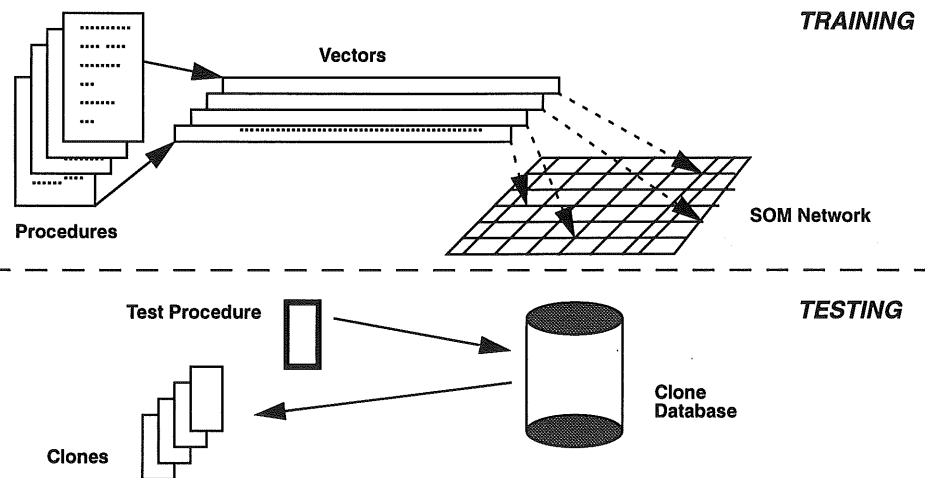 TRAINING
Vectors
Procedures
SOM Network
TESTING
Test Procedure
Clone
Database
Clones